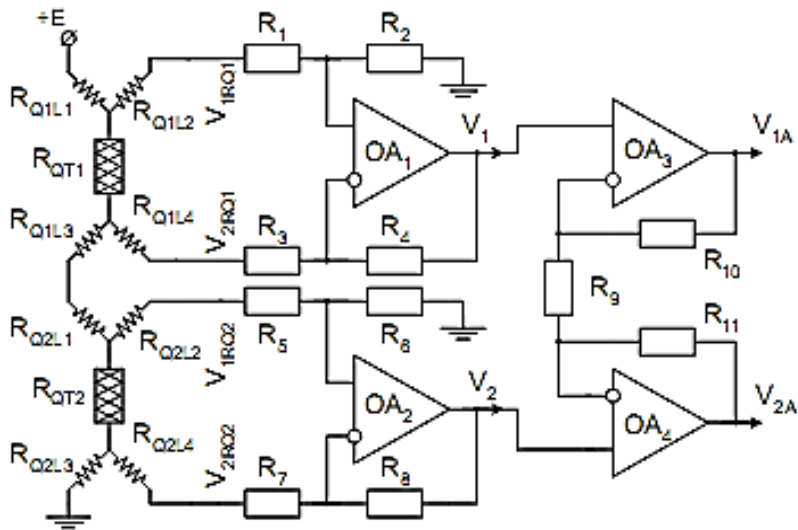 +E
R1
R2
RQ1L1
RQ1L2
V1RQ1
V1
V1A
OA1
OA3
RQT1
RQ1L3
RQ1L4
V2RQ1
R3
R4
R10
R9
RQ2L1
RQ2L2
V1RQ2
R5
R6
R11
RQT2
OA2
V2
OA4
V2A
RQ2L3
RQ2L4
V2RQ2
R7
R8